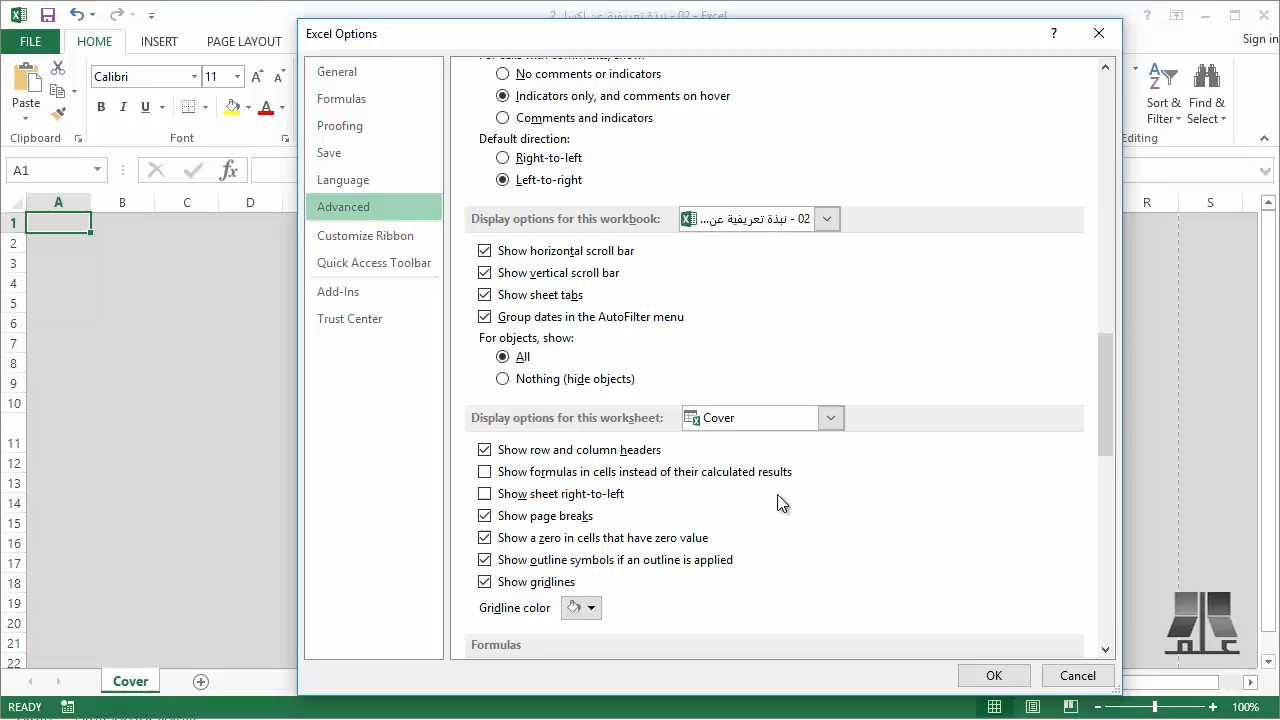 02 - نبذة تعريفية عن إكسل 2 - Excel
Sign in
FILE
HOME
INSERT
PAGE LAYOUT
Excel Options
Paste
Calibri
11
B
I
U
A
Clipboard
Font
Sort & Filter
Find & Select
Editing
A1
fx
A
B
C
D
R
S
1
2
3
4
5
6
7
8
9
10
11
12
13
14
15
16
17
18
19
20
21
22
General
Formulas
Proofing
Save
Language
Advanced
Customize Ribbon
Quick Access Toolbar
Add-Ins
Trust Center
No comments or indicators
Indicators only, and comments on hover
Comments and indicators
Default direction:
Right-to-left
Left-to-right
Display options for this workbook:
02 - نبذة تعريفية عن...
Show horizontal scroll bar
Show vertical scroll bar
Show sheet tabs
Group dates in the AutoFilter menu
For objects, show:
All
Nothing (hide objects)
Display options for this worksheet:
Cover
Show row and column headers
Show formulas in cells instead of their calculated results
Show sheet right-to-left
Show page breaks
Show a zero in cells that have zero value
Show outline symbols if an outline is applied
Show gridlines
Gridline color
Formulas
OK
Cancel
Cover
READY
100%